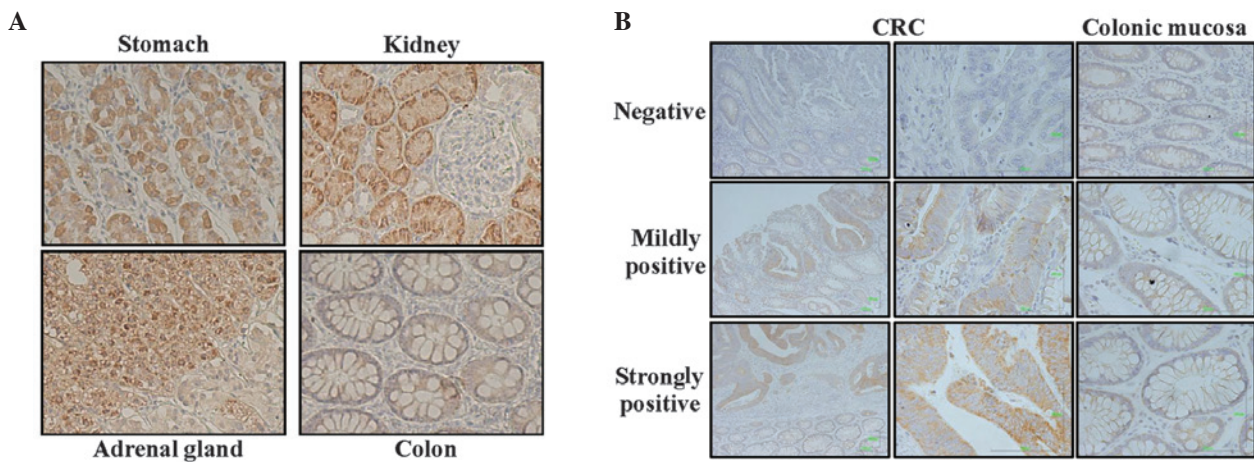 A
Stomach Kidney
Adrenal gland Colon
B
CRC Colonic mucosa
Negative
Mildly
positive
Strongly
positive